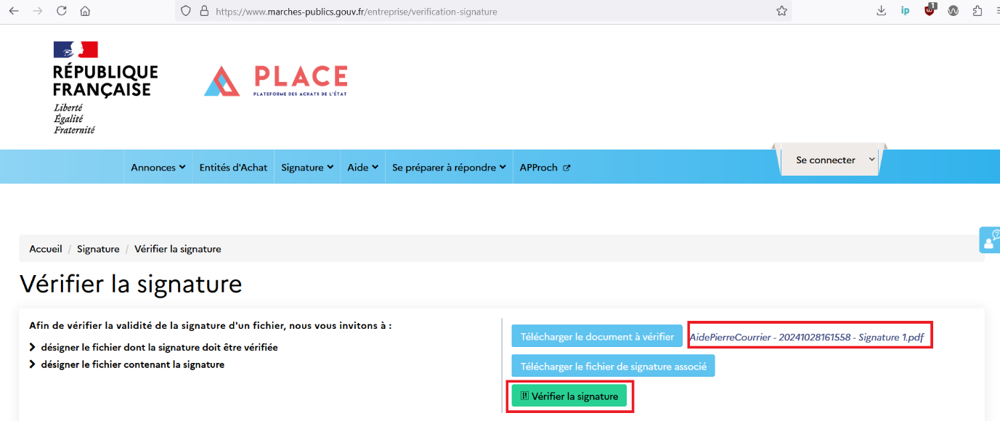 https://www.marches-publics.gouv.fr/entreprise/verification-signature
ip
1
RÉPUBLIQUE
FRANÇAISE
Liberté
Égalité
Fraternité
PLACE
PLATEFORME DES ACHATS DE L'ÉTAT
Se connecter
Annonces Entités d'Achat Signature Aide Se préparer à répondre APProch
Accueil / Signature / Vérifier la signature
Vérifier la signature
Afin de vérifier la validité de la signature d'un fichier, nous vous invitons à :
désigner le fichier dont la signature doit être vérifiée
désigner le fichier contenant la signature
Télécharger le document à vérifier AidePierreCourrier - 20241028161558 - Signature 1.pdf
Télécharger le fichier de signature associé
Vérifier la signature